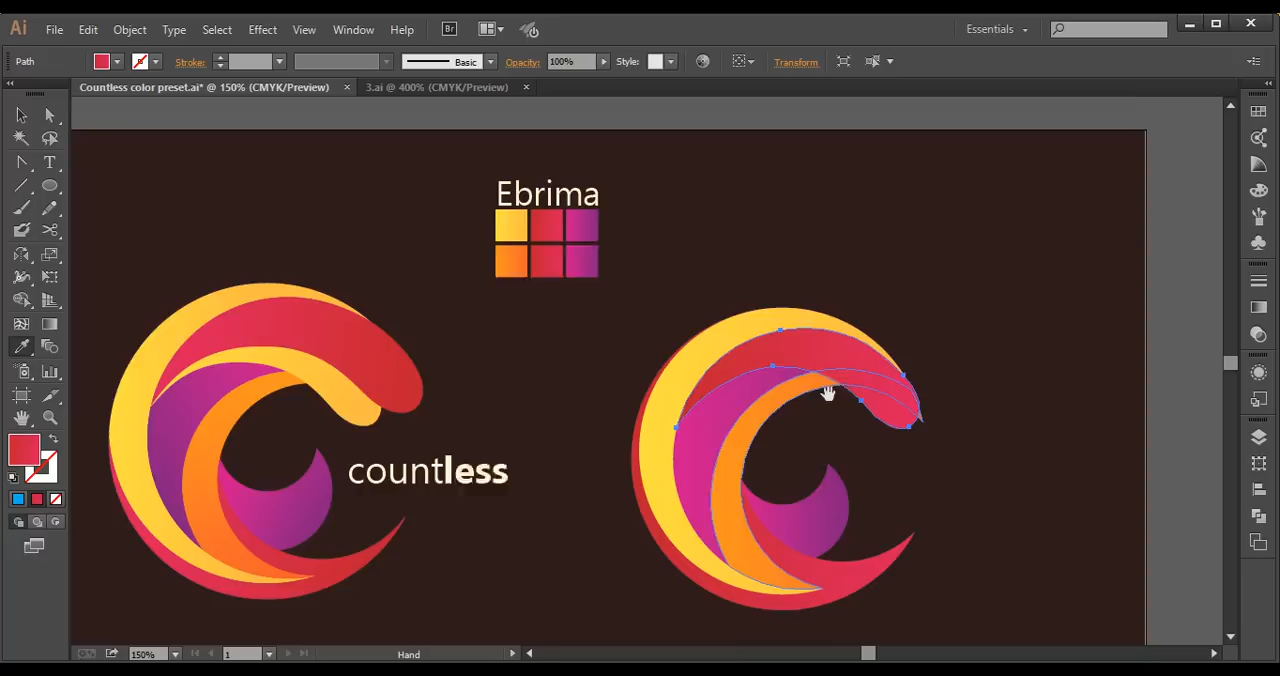 Ai File Edit Object Type Select Effect View Window Help Br Essentials
Path Stroke: Basic Opacity: 100% Style: Transform
Countless color preset.ai* @ 150% (CMYK/Preview) × 3.ai @ 400% (CMYK/Preview) ×
Ebrima
countless
150% 1 Hand